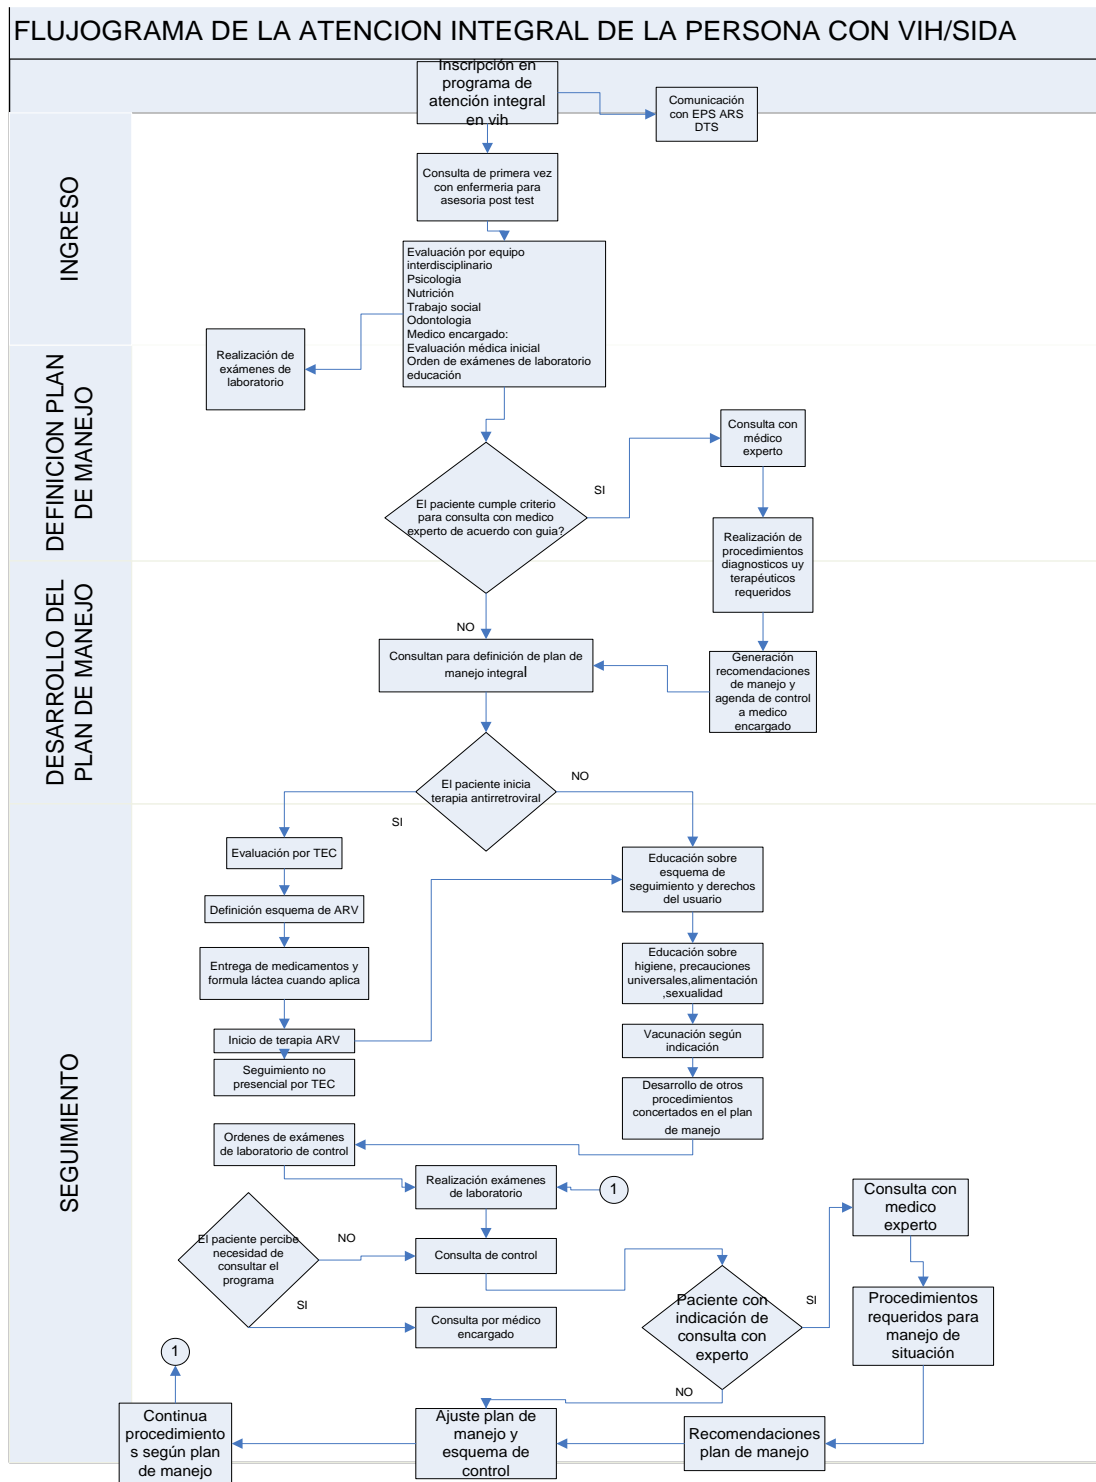 FLUJOGRAMA DE LA ATENCION INTEGRAL DE LA PERSONA CON VIH/SIDA
Inscripción en
programa de
atención integral
en vih
Comunicación
con EPS ARS
DTS
INGRESO
Consulta de primera vez
con enfermeria para
asesoria post test
Evaluación por equipo
interdisciplinario
Psicologia
Nutrición
Trabajo social
Odontologia
Medico encargado:
Evaluación médica inicial
Orden de exámenes de laboratorio
educación
Realización de
exámenes de
laboratorio
DEFINICION PLAN
DE MANEJO
Consulta con
médico
experto
SI
El paciente cumple criterio
para consulta con medico
experto de acuerdo con guia?
Realización de
procedimientos
diagnosticos uy
terapéuticos
requeridos
DESARROLLO DEL
PLAN DE MANEJO
NO
Consultan para definición de plan de
manejo integral
Generación
recomendaciones
de manejo y
agenda de control
a medico
encargado
El paciente inicia
terapia antirretroviral
NO
SI
SEGUIMIENTO
Evaluación por TEC
Definición esquema de ARV
Entrega de medicamentos y
formula láctea cuando aplica
Inicio de terapia ARV
Seguimiento no
presencial por TEC
Educación sobre
esquema de
seguimiento y derechos
del usuario
Educación sobre
higiene, precauciones
universales,alimentación
,sexualidad
Vacunación según
indicación
Desarrollo de otros
procedimientos
concertados en el plan
de manejo
Ordenes de exámenes
de laboratorio de control
Realización exámenes
de laboratorio
1
El paciente percibe
necesidad de
consultar el
programa
NO
Consulta de control
SI
Consulta por médico
encargado
Paciente con
indicación de
consulta con
experto
SI
Consulta con
medico
experto
Procedimientos
requeridos para
manejo de
situación
NO
1
Continua
procedimiento
s según plan
de manejo
Ajuste plan de
manejo y
esquema de
control
Recomendaciones
plan de manejo